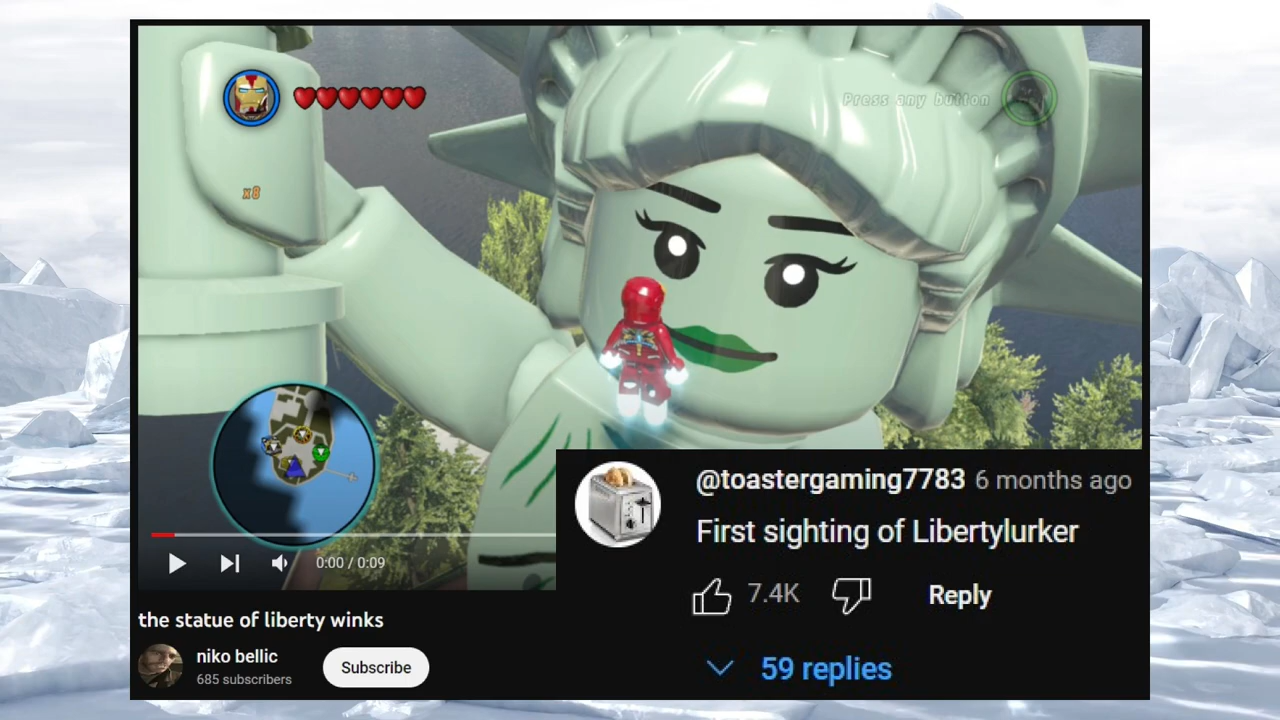 Press any button
x8
0:00 / 0:09
the statue of liberty winks
niko bellic
685 subscribers
Subscribe
@toastergaming7783 6 months ago
First sighting of Libertylurker
7.4K
Reply
59 replies